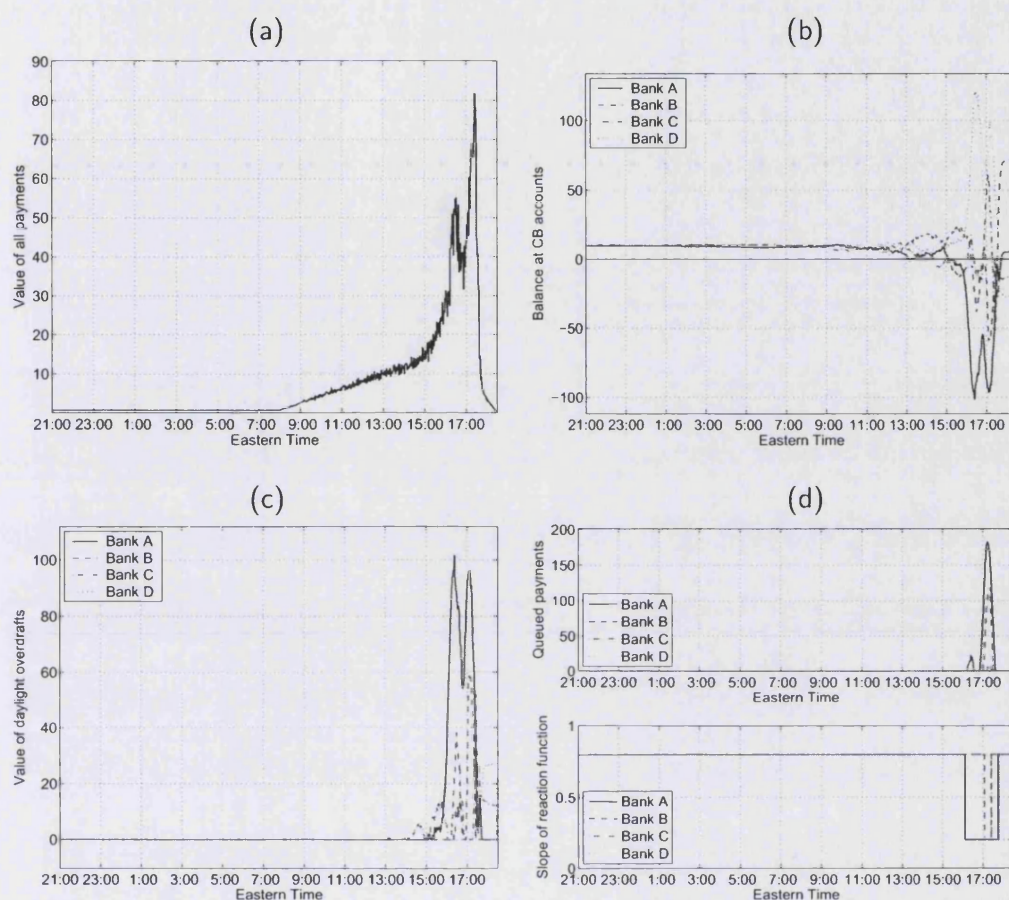 (a)
Value of all payments
90
80
70
60
50
40
30
20
10
21:00 23:00 1:00 3:00 5:00 7:00 9:00 11:00 13:00 15:00 17:00
Eastern Time
(b)
Balance at CB accounts
Bank A
Bank B
Bank C
Bank D
100
50
0
−50
−100
21:00 23:00 1:00 3:00 5:00 7:00 9:00 11:00 13:00 15:00 17:00
Eastern Time
(c)
Value of daylight overdrafts
Bank A
Bank B
Bank C
Bank D
100
80
60
40
20
0
21:00 23:00 1:00 3:00 5:00 7:00 9:00 11:00 13:00 15:00 17:00
Eastern Time
(d)
Queued payments
200
150
100
50
0
Bank A
Bank B
Bank C
Bank D
21:00 23:00 1:00 3:00 5:00 7:00 9:00 11:00 13:00 15:00 17:00
Eastern Time
Slope of reaction function
1
0.5
0
Bank A
Bank B
Bank C
Bank D
21:00 23:00 1:00 3:00 5:00 7:00 9:00 11:00 13:00 15:00 17:00
Eastern Time